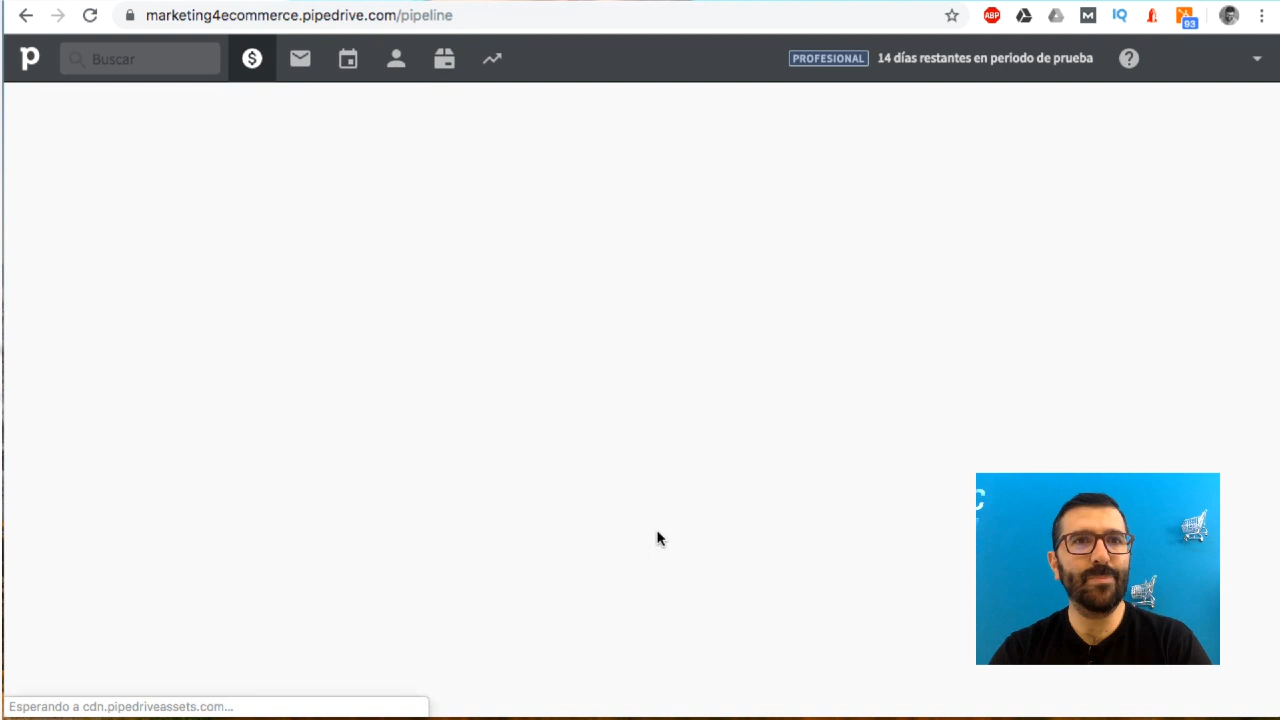 marketing4ecommerce.pipedrive.com/pipeline
ABP
M
IQ
93
p
Buscar
$
PROFESIONAL
14 días restantes en periodo de prueba
?
C
Esperando a cdn.pipedriveassets.com...